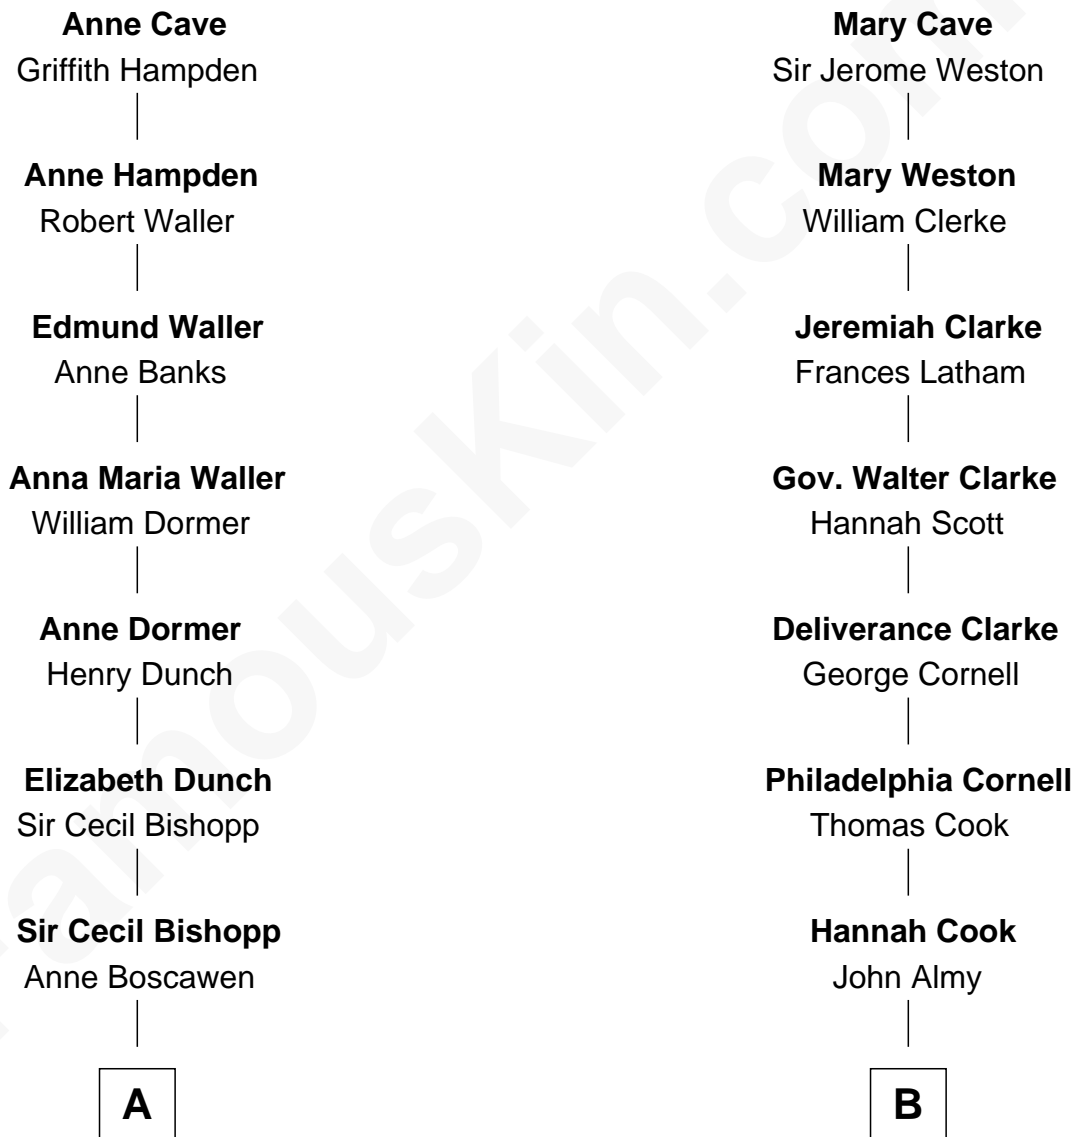 Anne Cave
Griffith Hampden
Anne Hampden
Robert Waller
Edmund Waller
Anne Banks
Anna Maria Waller
William Dormer
Anne Dormer
Henry Dunch
Elizabeth Dunch
Sir Cecil Bishopp
Sir Cecil Bishopp
Anne Boscawen
A
Mary Cave
Sir Jerome Weston
Mary Weston
William Clerke
Jeremiah Clarke
Frances Latham
Gov. Walter Clarke
Hannah Scott
Deliverance Clarke
George Cornell
Philadelphia Cornell
Thomas Cook
Hannah Cook
John Almy
B
FamousKin.com